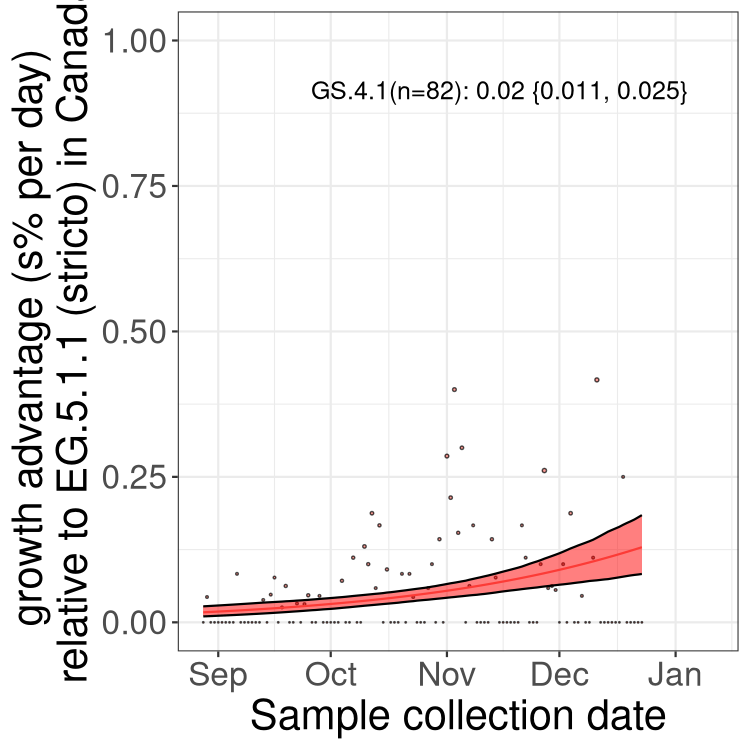 growth advantage (s% per day)
relative to EG.5.1.1 (stricto) in Canada
1.00
0.75
0.50
0.25
0.00
GS.4.1(n=82): 0.02 {0.011, 0.025}
Sep Oct Nov Dec Jan
Sample collection date